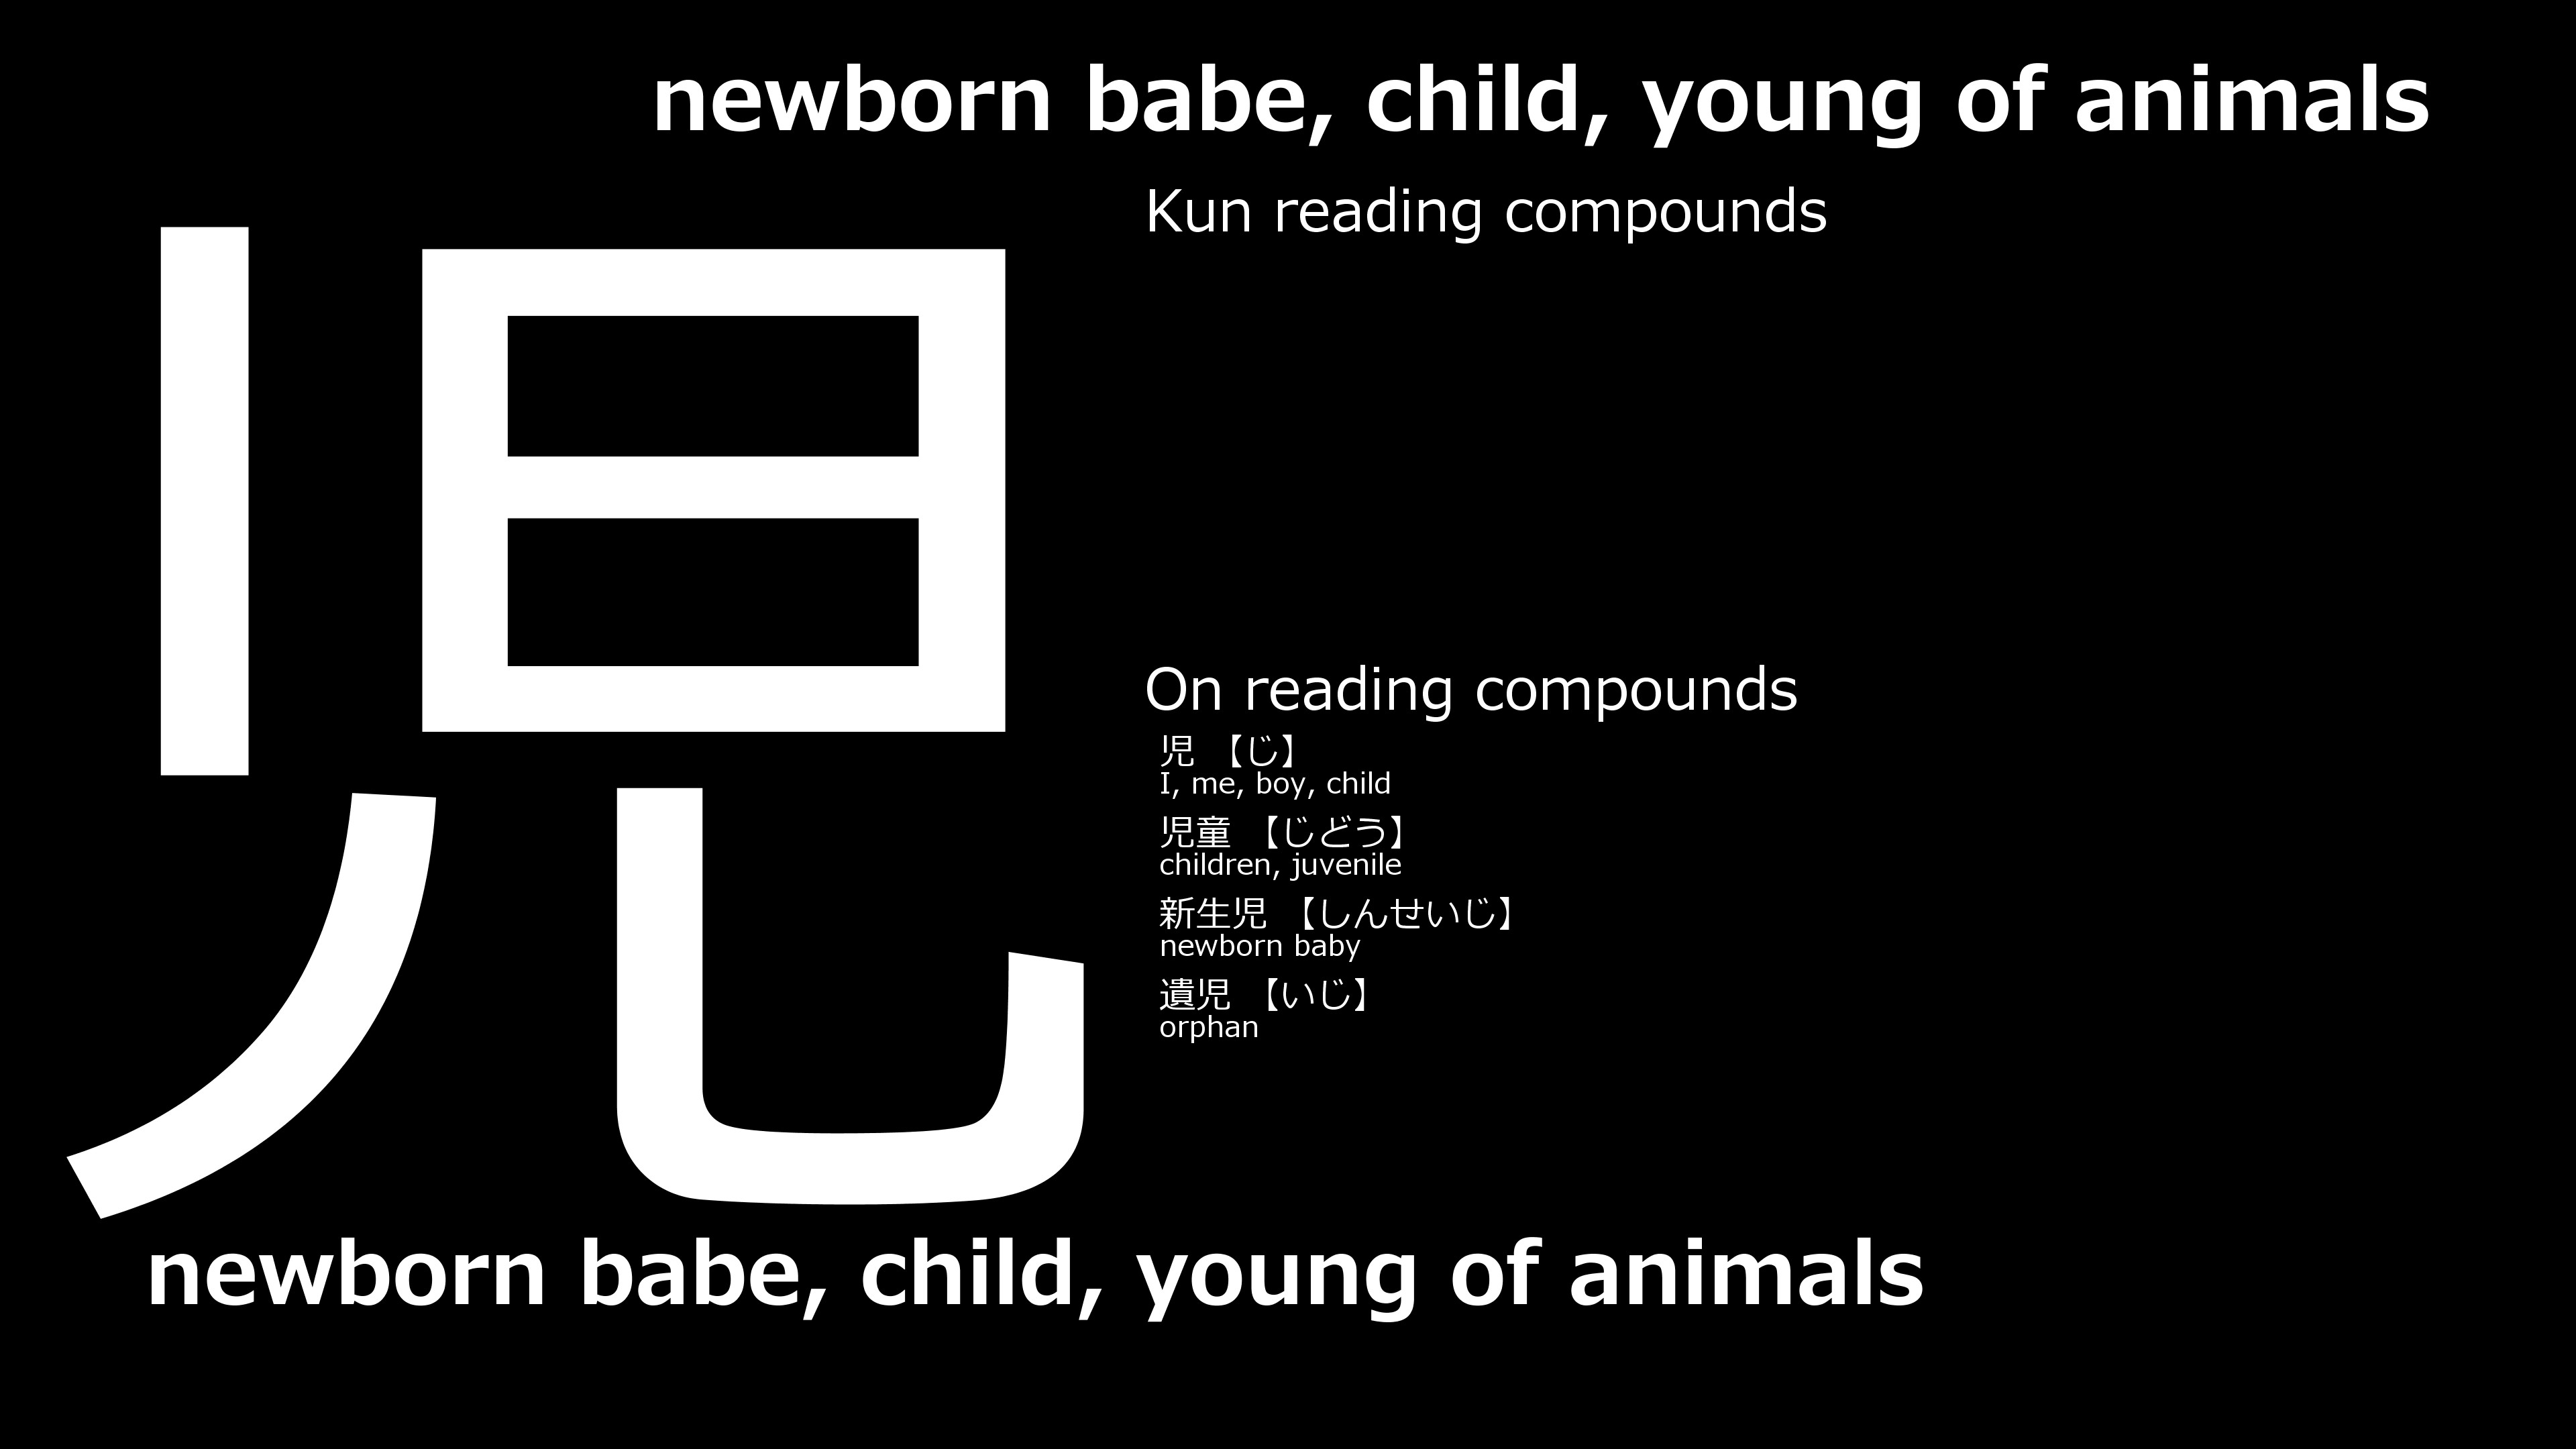 newborn babe, child, young of animals
児
Kun reading compounds
On reading compounds
児 【じ】
I, me, boy, child
児童 【じどう】
children, juvenile
新生児 【しんせいじ】
newborn baby
遺児 【いじ】
orphan
newborn babe, child, young of animals